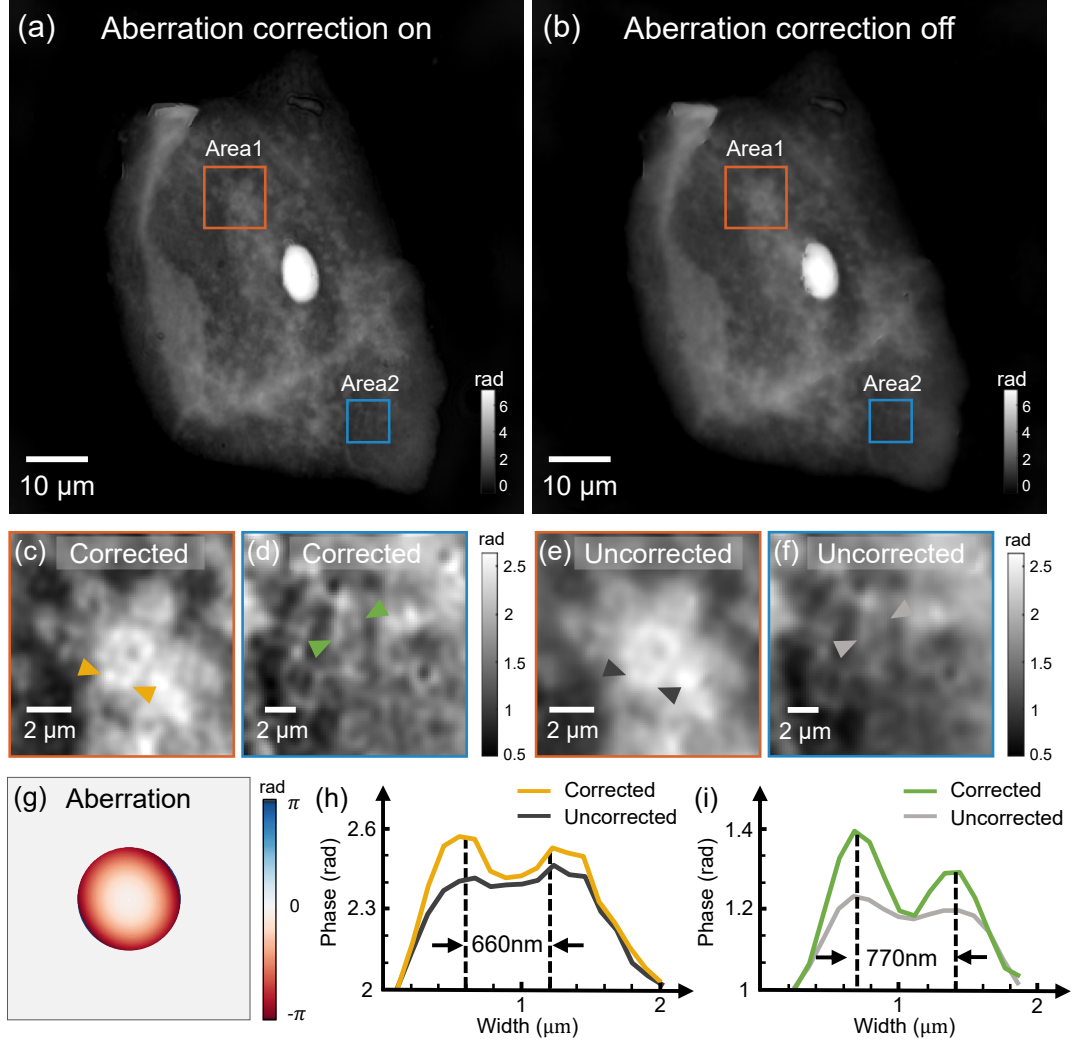 (a) Aberration correction on
Area1
Area2
rad
6
4
2
0
10 μm
(b) Aberration correction off
Area1
Area2
rad
6
4
2
0
10 μm
(c) Corrected
2 μm
(d) Corrected
2 μm
rad
2.5
2
1.5
1
0.5
(e) Uncorrected
2 μm
(f) Uncorrected
2 μm
rad
2.5
2
1.5
1
0.5
(g) Aberration
rad
π
0
-π
(h)
Corrected
Uncorrected
Phase (rad)
2.6
2.3
2
660nm
1
2
Width (μm)
(i)
Corrected
Uncorrected
Phase (rad)
1.4
1.2
1
770nm
1
2
Width (μm)